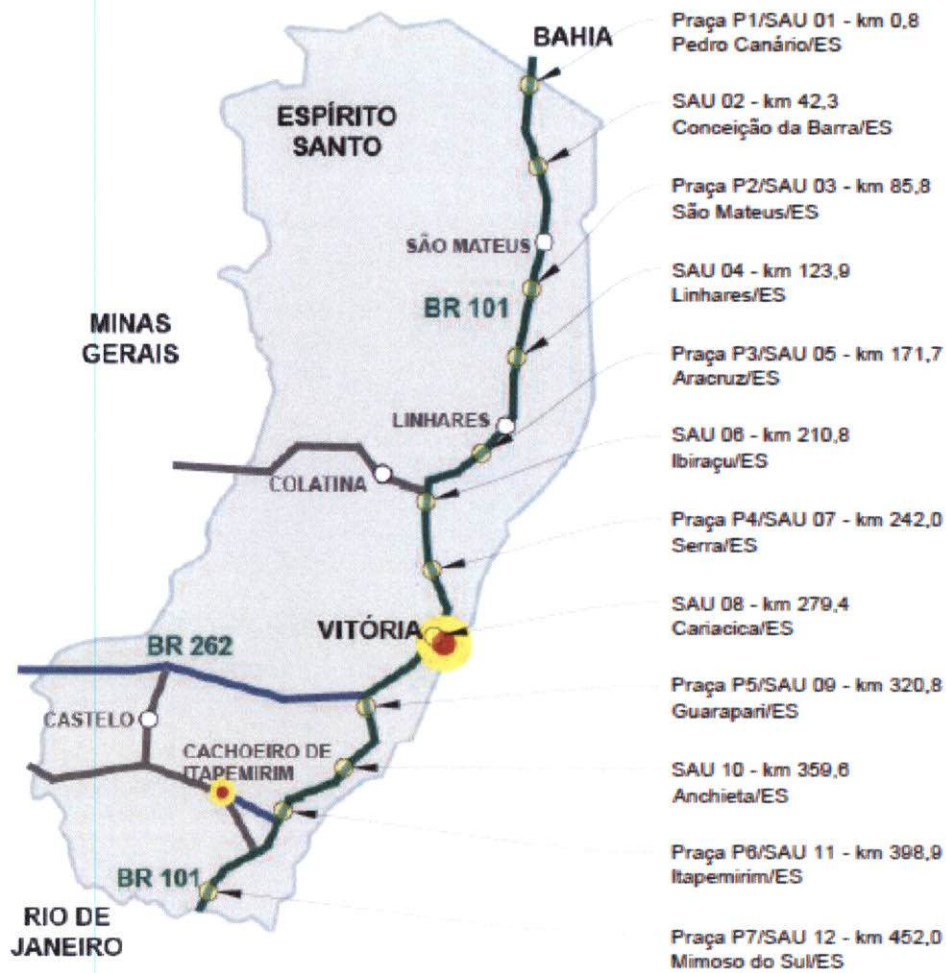 BAHIA
ESPÍRITO
SANTO
SÃO MATEUS
BR 101
MINAS
GERAIS
LINHARES
COLATINA
VITÓRIA
BR 262
CASTELO
CACHOEIRO DE
ITAPEMIRIM
BR 101
RIO DE
JANEIRO
Praça P1/SAU 01 - km 0,8
Pedro Canário/ES
SAU 02 - km 42,3
Conceição da Barra/ES
Praça P2/SAU 03 - km 85,8
São Mateus/ES
SAU 04 - km 123,9
Linhares/ES
Praça P3/SAU 05 - km 171,7
Aracruz/ES
SAU 06 - km 210,8
Ibiraçu/ES
Praça P4/SAU 07 - km 242,0
Serra/ES
SAU 08 - km 279,4
Cariacica/ES
Praça P5/SAU 09 - km 320,8
Guarapari/ES
SAU 10 - km 359,6
Anchieta/ES
Praça P6/SAU 11 - km 398,9
Itapemirim/ES
Praça P7/SAU 12 - km 452,0
Mimoso do Sul/ES